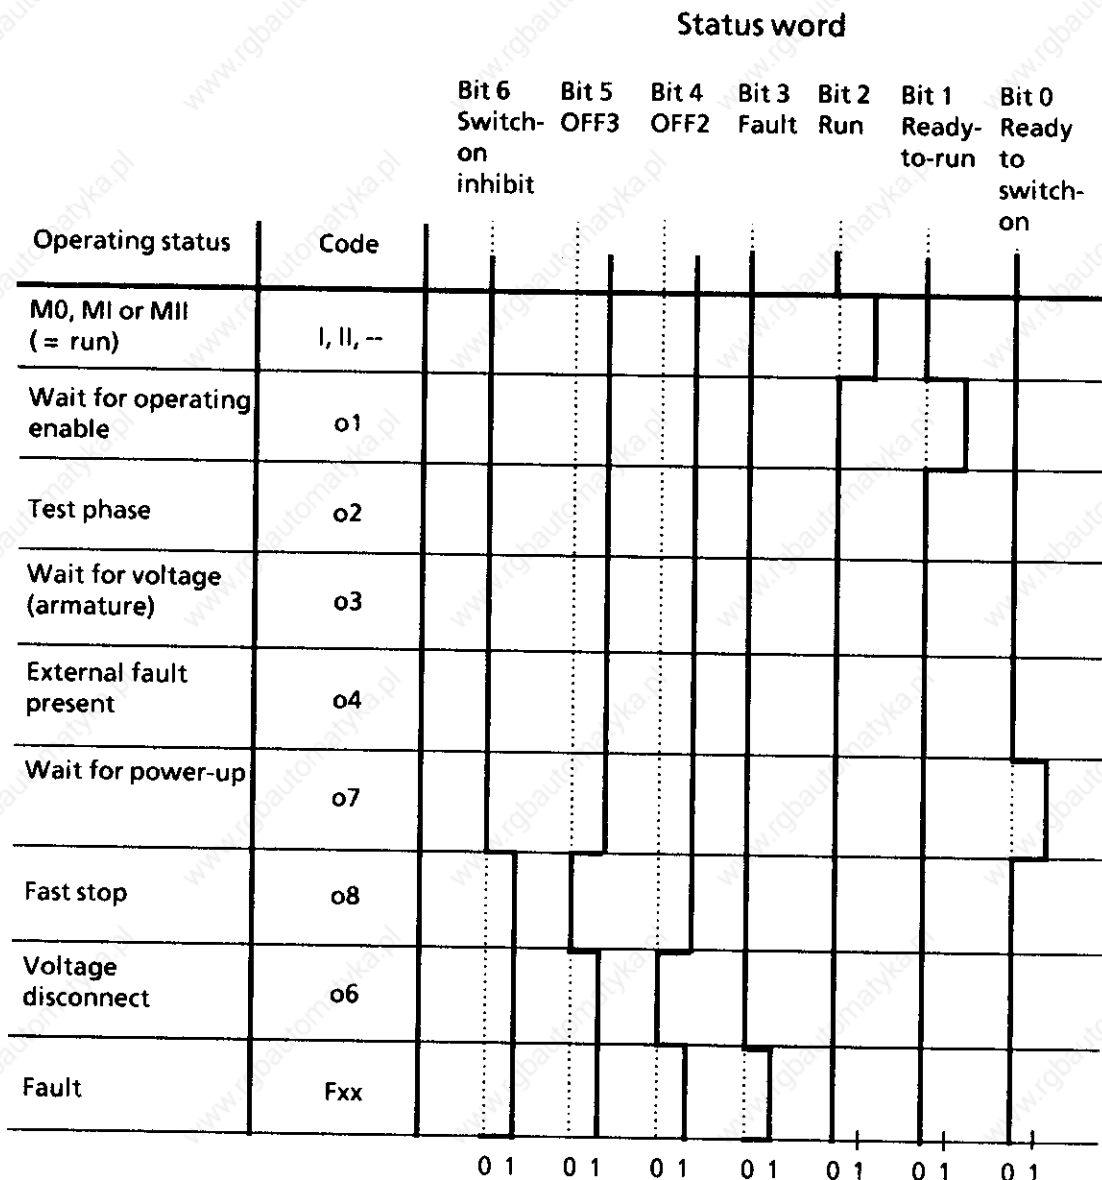 Status word
Bit 6 Bit 5 Bit 4 Bit 3 Bit 2 Bit 1 Bit 0
Switch- OFF3 OFF2 Fault Run Ready- Ready
on to-run to
inhibit switch-
on
Operating status Code
M0, MI or MII
( = run) I, II, --
Wait for operating
enable o1
Test phase o2
Wait for voltage
(armature) o3
External fault
present o4
Wait for power-up
o7
Fast stop o8
Voltage
disconnect o6
Fault Fxx
0 1 0 1 0 1 0 1 0 1 0 1 0 1
www.rgbautomatyka.pl